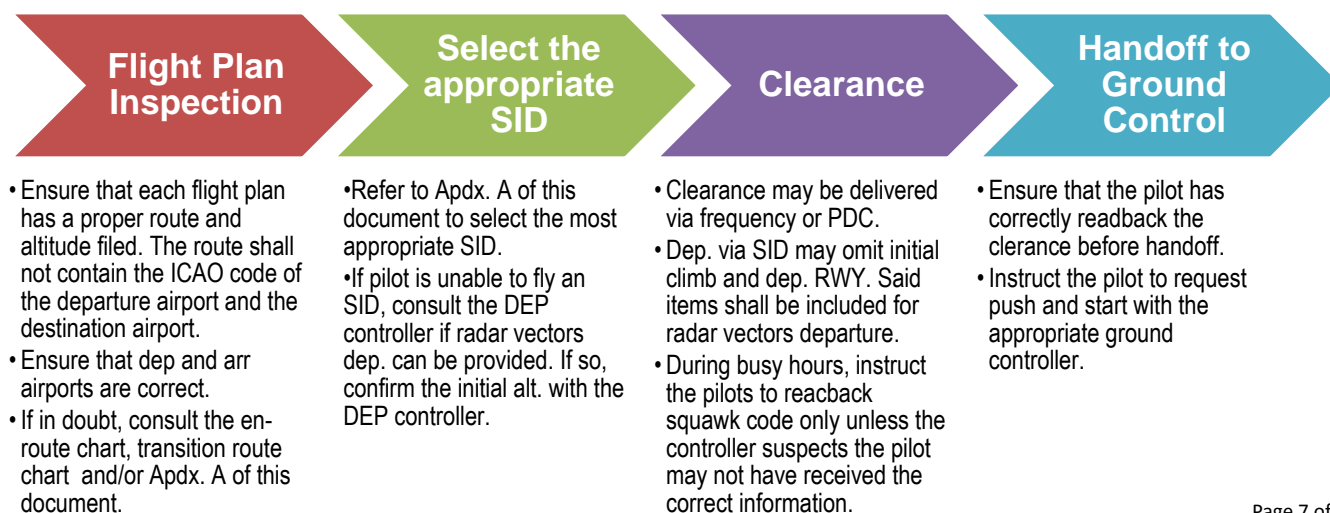 Flight Plan
Inspection
• Ensure that each flight plan
has a proper route and
altitude filed. The route shall
not contain the ICAO code of
the departure airport and the
destination airport.
• Ensure that dep and arr
airports are correct.
• If in doubt, consult the en-
route chart, transition route
chart and/or Apdx. A of this
document.
Select the
appropriate
SID
•Refer to Apdx. A of this
document to select the most
appropriate SID.
•If pilot is unable to fly an
SID, consult the DEP
controller if radar vectors
dep. can be provided. If so,
confirm the initial alt. with the
DEP controller.
Clearance
• Clearance may be delivered
via frequency or PDC.
• Dep. via SID may omit initial
climb and dep. RWY. Said
items shall be included for
radar vectors departure.
• During busy hours, instruct
the pilots to reacback
squawk code only unless the
controller suspects the pilot
may not have received the
correct information.
Handoff to
Ground
Control
• Ensure that the pilot has
correctly readback the
clerance before handoff.
• Instruct the pilot to request
push and start with the
appropriate ground
controller.
Page 7 of